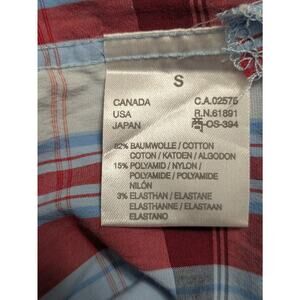 S
CANADA C.A.02575
USA R.N.61891
JAPAN OS-394
82% BAUMWOLLE / COTTON
COTON / KATOEN / ALGODON
15% POLYAMID / NYLON /
POLYAMIDE / POLYAMIDE
NILÓN
3% ELASTHAN / ELASTANE
ELASTHANNE / ELASTAAN
ELASTANO